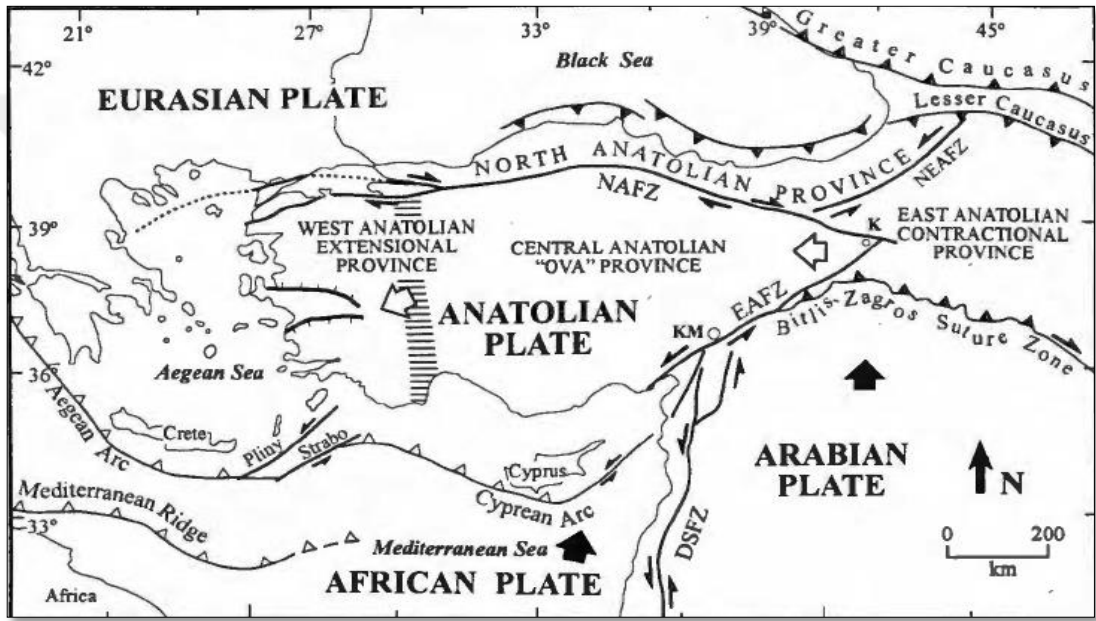 21°
27°
33°
39°
45°
42°
39°
36°
33°
Greater Caucasus
Lesser Caucasus
Black Sea
EURASIAN PLATE
NORTH ANATOLIAN PROVINCE
NAFZ
NEAFZ
K
WEST ANATOLIAN
EXTENSIONAL
PROVINCE
CENTRAL ANATOLIAN
"OVA" PROVINCE
EAST ANATOLIAN
CONTRACTIONAL
PROVINCE
ANATOLIAN
PLATE
EAFZ
KM
Bitlis-Zagros Suture Zone
Aegean Sea
Aegean Arc
Crete
Pliny
Strabo
Cyprus
Cyprean Arc
ARABIAN
PLATE
N
DSFZ
Mediterranean Ridge
Mediterranean Sea
AFRICAN PLATE
Africa
0 200
km